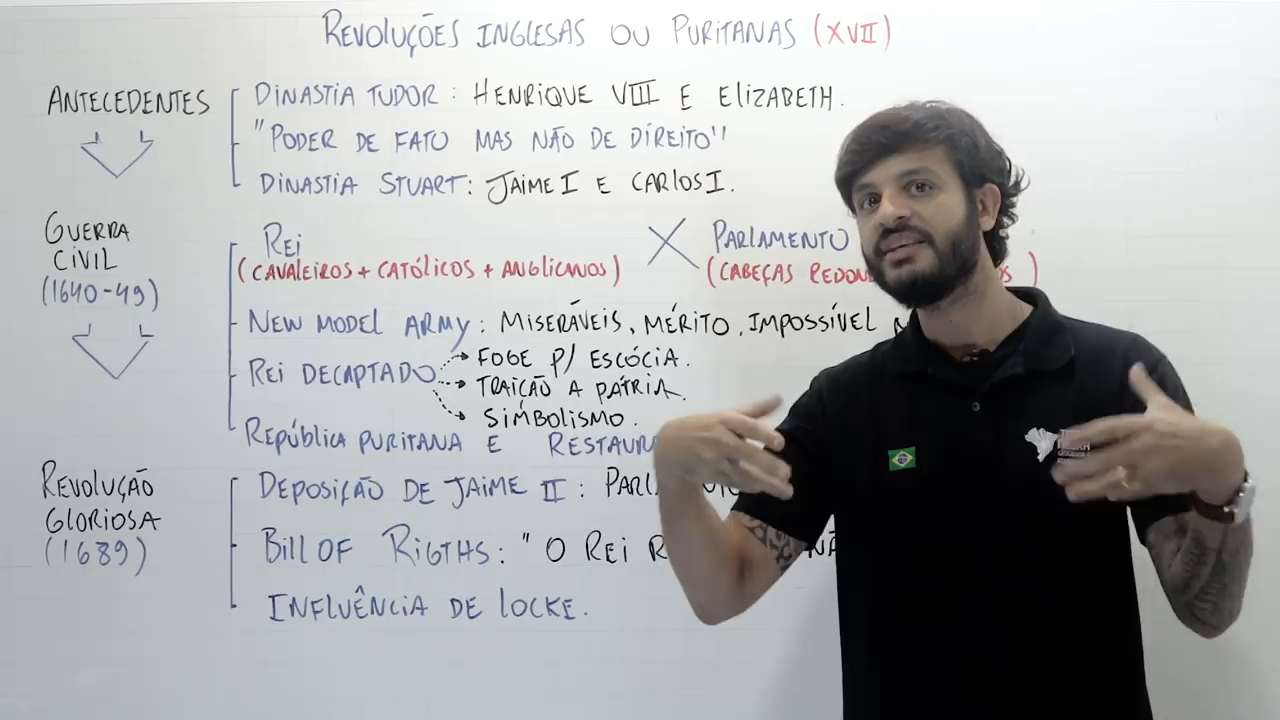 REVOLUÇÕES INGLESAS OU PURITANAS (XVII)
ANTECEDENTES
DINASTIA TUDOR: HENRIQUE VIII E ELIZABETH.
"PODER DE FATO MAS NÃO DE DIREITO"
DINASTIA STUART: JAIME I E CARLOS I.
GUERRA
CIVIL
(1640-49)
REI X PARLAMENTO
(CAVALEIROS + CATÓLICOS + ANGLICANOS) (CABEÇAS
NEW MODEL ARMY: MISERÁVEIS, MÉRITO, IMPOSSÍVEL
REI DECAPTADO
FOGE P/ ESCÓCIA.
TRAIÇÃO A PÁTRIA.
SIMBOLISMO.
REPÚBLICA PURITANA E
REVOLUÇÃO
GLORIOSA
(1689)
DEPOSIÇÃO DE JAIME II:
BILL OF RIGTHS: "O REI
INFLUÊNCIA DE LOCKE.